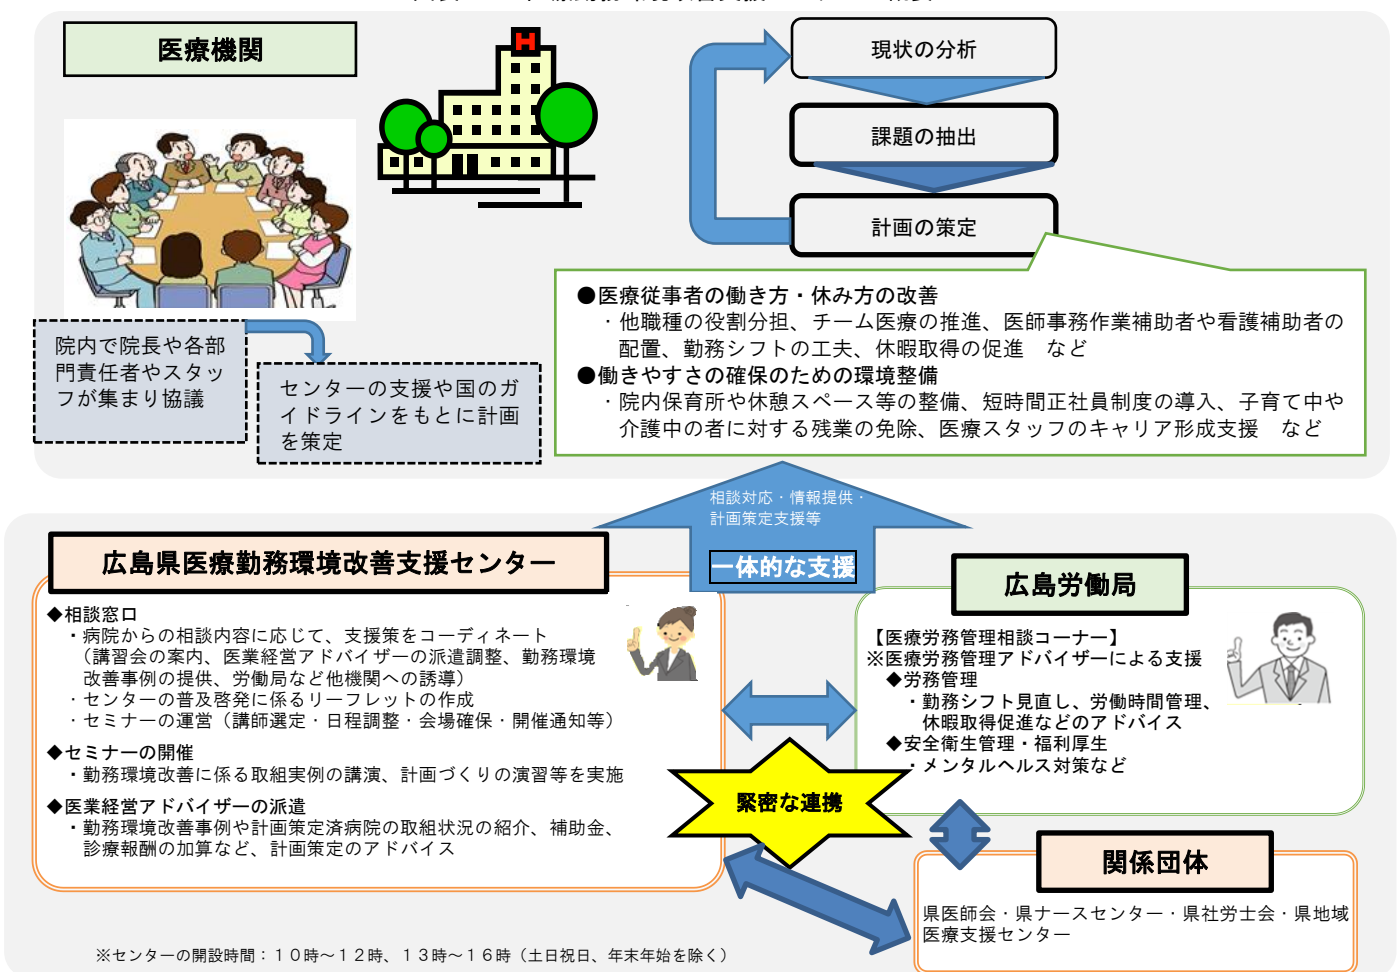 医療機関
H
現状の分析
課題の抽出
計画の策定
院内で院長や各部
門責任者やスタッ
フが集まり協議
センターの支援や国のガ
イドラインをもとに計画
を策定
●医療従事者の働き方・休み方の改善
・他職種の役割分担、チーム医療の推進、医師事務作業補助者や看護補助者の
配置、勤務シフトの工夫、休暇取得の促進　など
●働きやすさの確保のための環境整備
・院内保育所や休憩スペース等の整備、短時間正社員制度の導入、子育て中や
介護中の者に対する残業の免除、医療スタッフのキャリア形成支援　など
相談対応・情報提供・
計画策定支援等
一体的な支援
広島県医療勤務環境改善支援センター
◆相談窓口
・病院からの相談内容に応じて、支援策をコーディネート
（講習会の案内、医業経営アドバイザーの派遣調整、勤務環境
改善事例の提供、労働局など他機関への誘導）
・センターの普及啓発に係るリーフレットの作成
・セミナーの運営（講師選定・日程調整・会場確保・開催通知等）
◆セミナーの開催
・勤務環境改善に係る取組実例の講演、計画づくりの演習等を実施
◆医業経営アドバイザーの派遣
・勤務環境改善事例や計画策定済病院の取組状況の紹介、補助金、
診療報酬の加算など、計画策定のアドバイス
広島労働局
【医療労務管理相談コーナー】
※医療労務管理アドバイザーによる支援
◆労務管理
・勤務シフト見直し、労働時間管理、
休暇取得促進などのアドバイス
◆安全衛生管理・福利厚生
・メンタルヘルス対策など
緊密な連携
関係団体
県医師会・県ナースセンター・県社労士会・県地域
医療支援センター
※センターの開設時間：１０時～１２時、１３時～１６時（土日祝日、年末年始を除く）